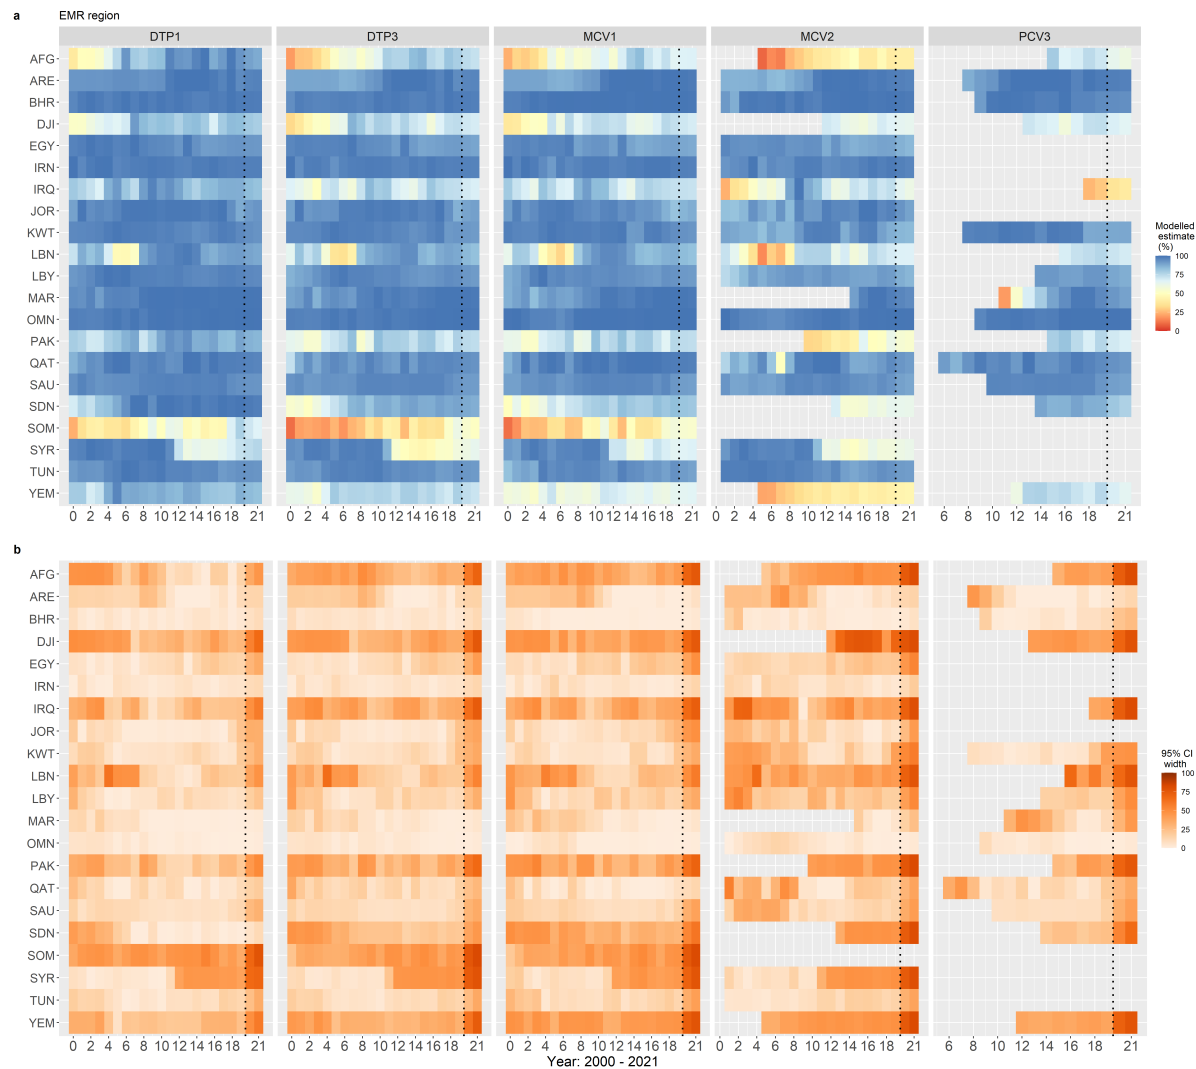 a
EMR region
DTP1 DTP3 MCV1 MCV2 PCV3
AFG
ARE
BHR
DJI
EGY
IRN
IRQ
JOR
KWT
LBN
LBY
MAR
OMN
PAK
QAT
SAU
SDN
SOM
SYR
TUN
YEM
0 2 4 6 8 10 12 14 16 18 21 0 2 4 6 8 10 12 14 16 18 21 0 2 4 6 8 10 12 14 16 18 21 0 2 4 6 8 10 12 14 16 18 21 6 8 10 12 14 16 18 21
Modelled
estimate
(%)
100
75
50
25
0
b
AFG
ARE
BHR
DJI
EGY
IRN
IRQ
JOR
KWT
LBN
LBY
MAR
OMN
PAK
QAT
SAU
SDN
SOM
SYR
TUN
YEM
0 2 4 6 8 10 12 14 16 18 21 0 2 4 6 8 10 12 14 16 18 21 0 2 4 6 8 10 12 14 16 18 21 0 2 4 6 8 10 12 14 16 18 21 6 8 10 12 14 16 18 21
Year: 2000 - 2021
95% CI
width
100
75
50
25
0